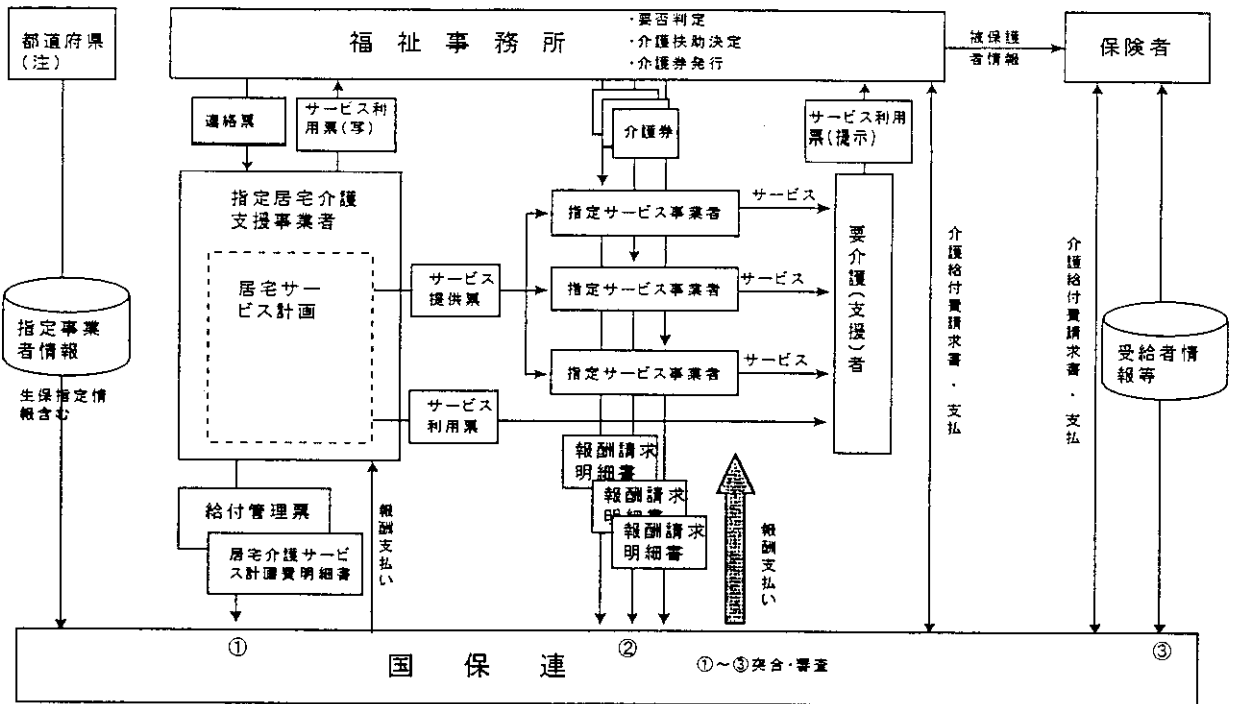 都道府県
(注)
福祉事務所
・要否判定
・介護扶助決定
・介護券発行
被保護
者情報
保険者
連絡票
サービス利
用票(写)
介護券
サービス利用
票(提示)
指定居宅介護
支援事業者
居宅サー
ビス計画
サービス
提供票
サービス
利用票
指定サービス事業者
サービス
指定サービス事業者
サービス
指定サービス事業者
サービス
要介護(支援)者
介護給付費請求書・支払
介護給付費請求書・支払
指定事業
者情報
生保指定情
報含む
受給者情
報等
給付管理票
居宅介護サービ
ス計画費明細書
報酬支払い
報酬請求
明細書
報酬請求
明細書
報酬請求
明細書
報酬支払い
①
②
③
国保連
①～③突合・審査